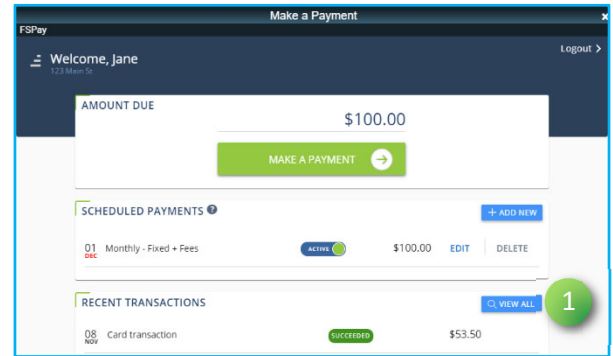 Make a Payment x
FSPay
Logout >
Welcome, Jane
123 Main St
AMOUNT DUE
$100.00
MAKE A PAYMENT
SCHEDULED PAYMENTS ?
+ ADD NEW
01 DEC Monthly - Fixed + Fees ACTIVE $100.00 EDIT DELETE
RECENT TRANSACTIONS
VIEW ALL
1
08 NOV Card transaction SUCCEEDED $53.50